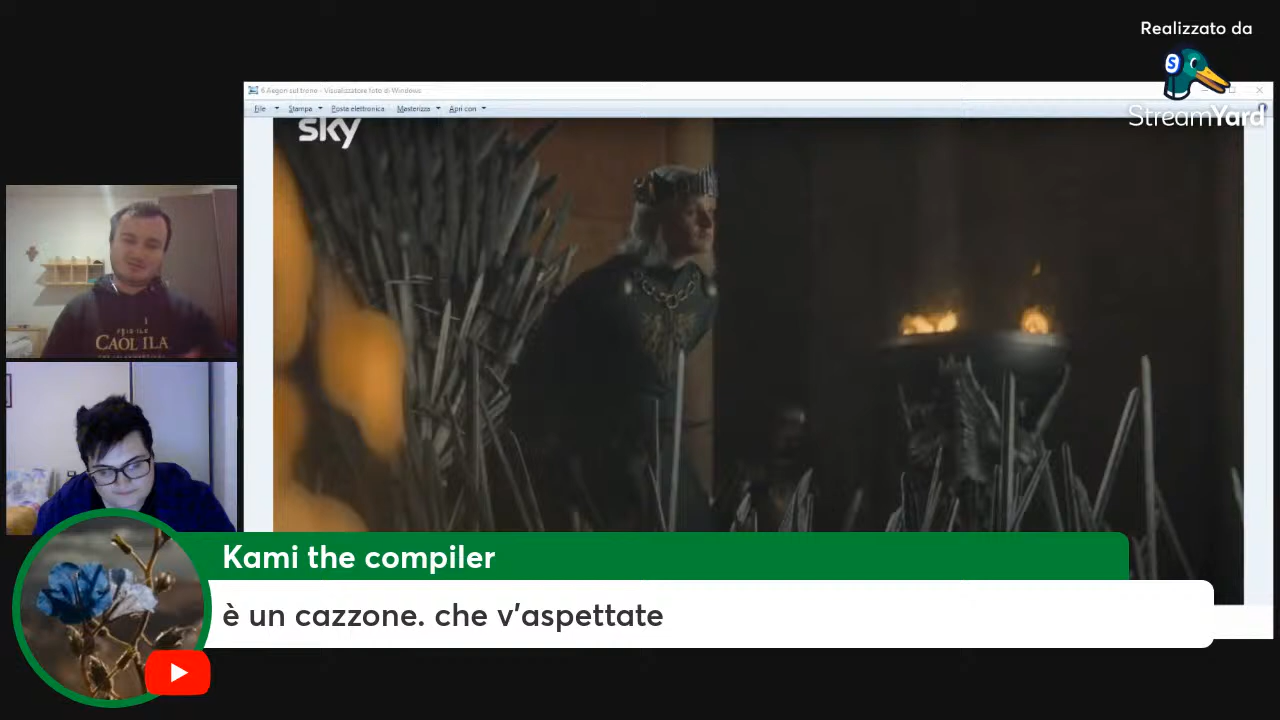 Realizzato da
StreamYard
6 Aegon sul trono - Visualizzatore foto di Windows
File Stampa Posta elettronica Masterizza Apri con
sky
CAOL ILA
Kami the compiler
è un cazzone. che v'aspettate